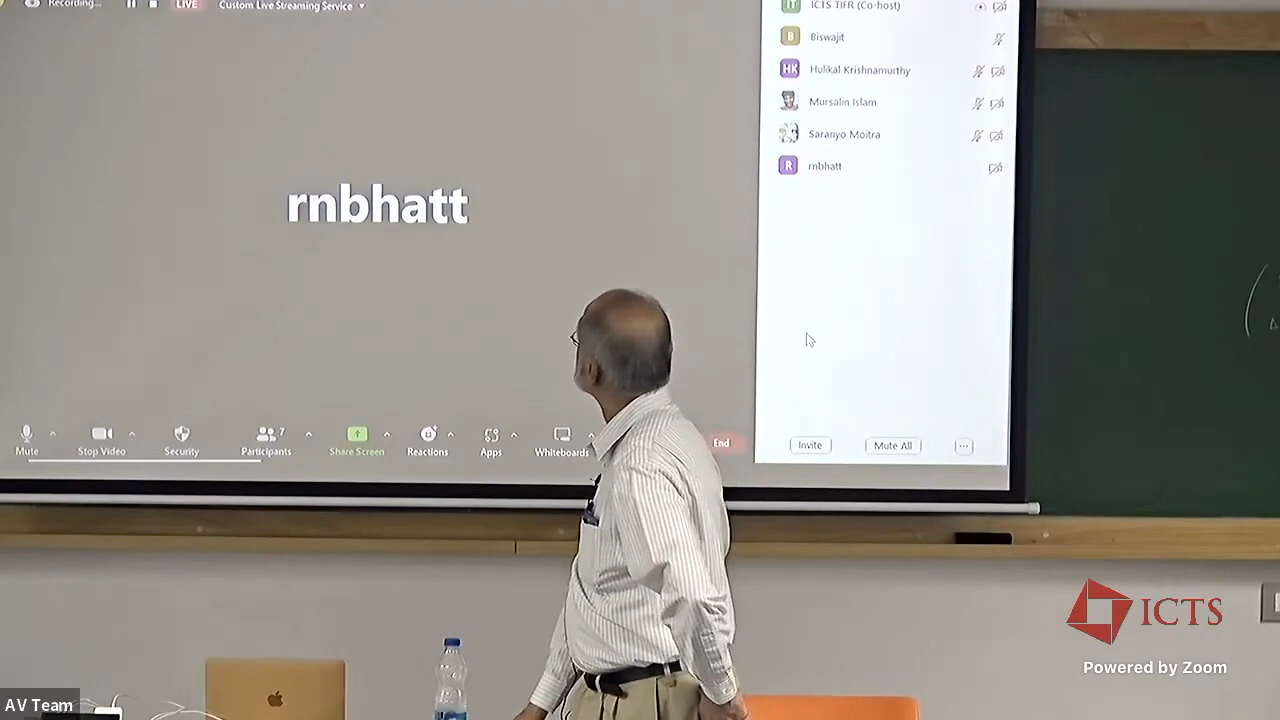 Recording...
LIVE
Custom Live Streaming Service
IT ICTS TIFR (Co-host)
B Biswajit
HK Hulikal Krishnamurthy
Mursalin Islam
Saranyo Moitra
R rnbhatt
rnbhatt
Mute
Stop Video
Security
Participants 7
Share Screen
Reactions
Apps
Whiteboards
End
Invite
Mute All
...
ICTS
Powered by Zoom
AV Team